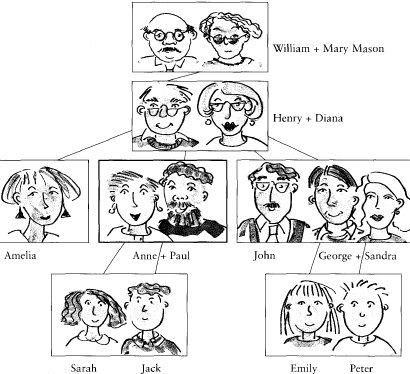 William + Mary Mason
Henry + Diana
Amelia
Anne + Paul
John
George + Sandra
Sarah
Jack
Emily
Peter